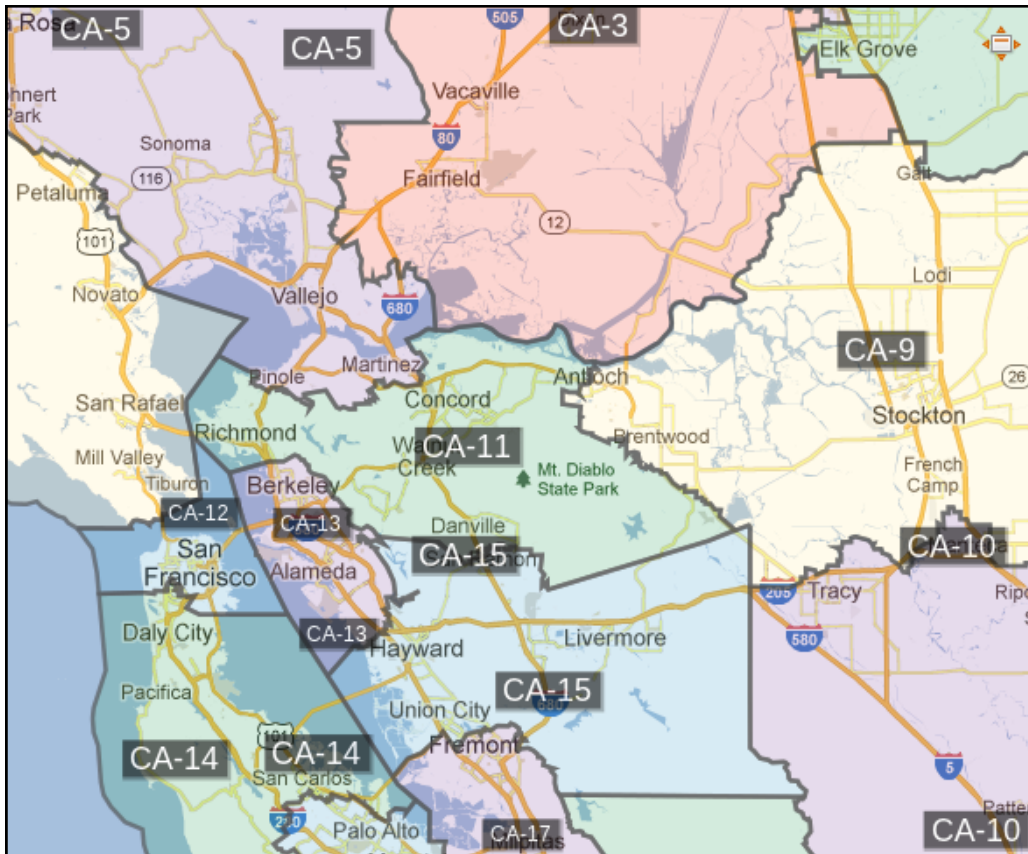 a Rosa
CA-5
CA-5
505
Dixon
CA-3
Elk Grove
ohnert
Park
Vacaville
80
Sonoma
116
Petaluma
Fairfield
Galt
101
12
Novato
Vallejo
680
Lodi
CA-9
Pinole
Martinez
Antioch
26
San Rafael
Concord
Stockton
Richmond
CA-11
Walnut
Creek
Brentwood
Mill Valley
Mt. Diablo
State Park
French
Camp
Tiburon
Berkeley
CA-12
CA-13
Danville
CA-10
San
Francisco
CA-15
Alameda
205
Tracy
Ripo
Daly City
CA-13
Hayward
Livermore
580
Pacifica
CA-15
680
Union City
101
Fremont
CA-14
CA-14
San Carlos
5
280
Palo Alto
CA-17
Milpitas
Patter
CA-10